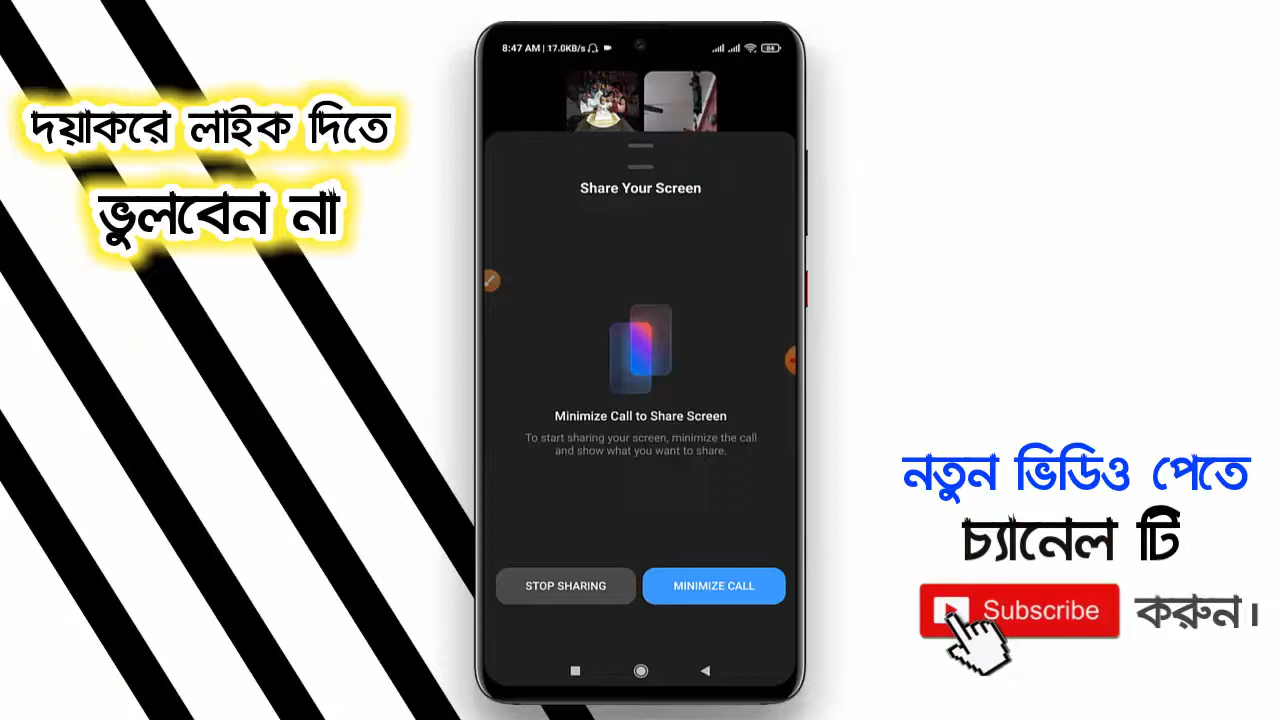 দয়াকরে লাইক দিতে
ভুলবেন না
8:47 AM | 17.0KB/s
84
Share Your Screen
Minimize Call to Share Screen
To start sharing your screen, minimize the call
and show what you want to share.
STOP SHARING
MINIMIZE CALL
নতুন ভিডিও পেতে
চ্যানেল টি
Subscribe করুন।